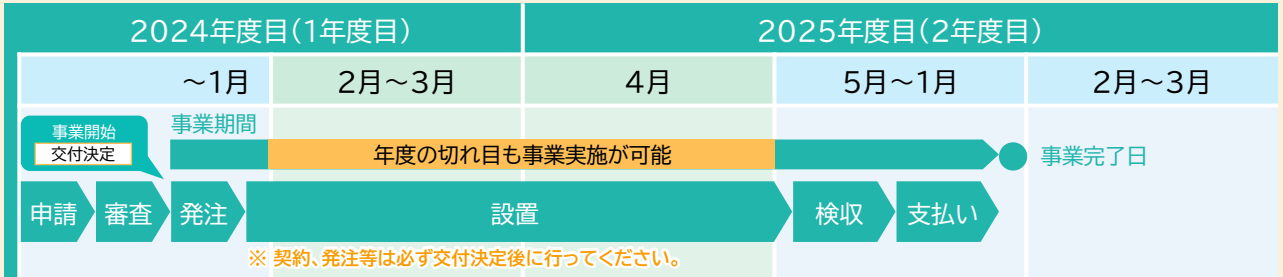 2024年度目(1年度目)
2025年度目(2年度目)
～1月
2月～3月
4月
5月～1月
2月～3月
事業開始
交付決定
事業期間
年度の切れ目も事業実施が可能
事業完了日
申請
審査
発注
設置
検収
支払い
※ 契約、発注等は必ず交付決定後に行ってください。